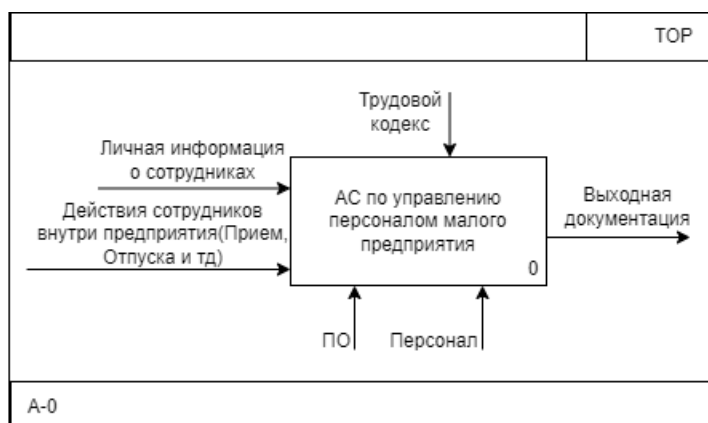 TOP
Трудовой
кодекс
Личная информация
о сотрудниках
Действия сотрудников
внутри предприятия(Прием,
Отпуска и тд)
АС по управлению
персоналом малого
предприятия
0
Выходная
документация
ПО
Персонал
A-0